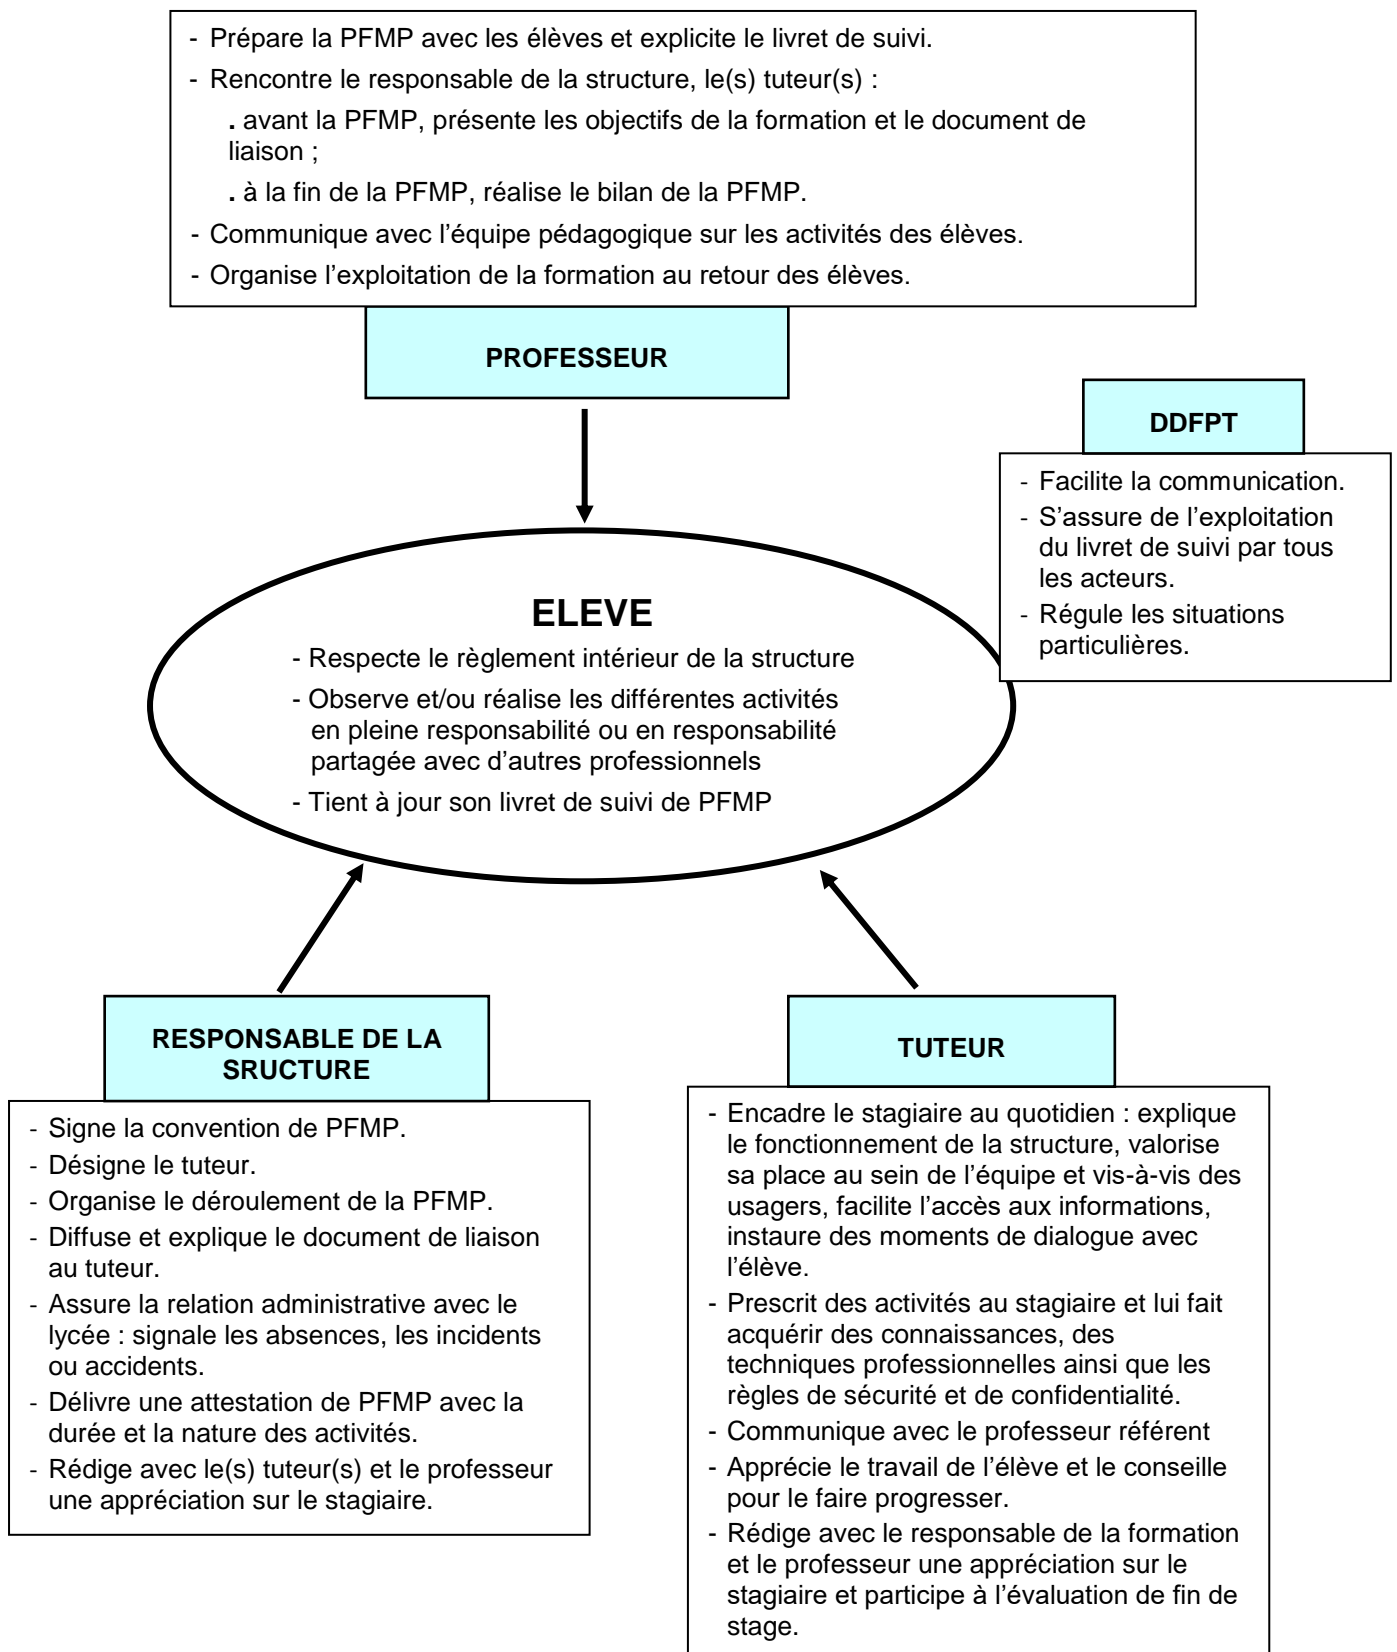 - Prépare la PFMP avec les élèves et explicite le livret de suivi.
- Rencontre le responsable de la structure, le(s) tuteur(s) :
. avant la PFMP, présente les objectifs de la formation et le document de
liaison ;
. à la fin de la PFMP, réalise le bilan de la PFMP.
- Communique avec l’équipe pédagogique sur les activités des élèves.
- Organise l’exploitation de la formation au retour des élèves.
PROFESSEUR
DDFPT
- Facilite la communication.
- S’assure de l’exploitation
du livret de suivi par tous
les acteurs.
- Régule les situations
particulières.
ELEVE
- Respecte le règlement intérieur de la structure
- Observe et/ou réalise les différentes activités
en pleine responsabilité ou en responsabilité
partagée avec d’autres professionnels
- Tient à jour son livret de suivi de PFMP
RESPONSABLE DE LA
SRUCTURE
- Signe la convention de PFMP.
- Désigne le tuteur.
- Organise le déroulement de la PFMP.
- Diffuse et explique le document de liaison
au tuteur.
- Assure la relation administrative avec le
lycée : signale les absences, les incidents
ou accidents.
- Délivre une attestation de PFMP avec la
durée et la nature des activités.
- Rédige avec le(s) tuteur(s) et le professeur
une appréciation sur le stagiaire.
TUTEUR
- Encadre le stagiaire au quotidien : explique
le fonctionnement de la structure, valorise
sa place au sein de l’équipe et vis-à-vis des
usagers, facilite l’accès aux informations,
instaure des moments de dialogue avec
l’élève.
- Prescrit des activités au stagiaire et lui fait
acquérir des connaissances, des
techniques professionnelles ainsi que les
règles de sécurité et de confidentialité.
- Communique avec le professeur référent
- Apprécie le travail de l’élève et le conseille
pour le faire progresser.
- Rédige avec le responsable de la formation
et le professeur une appréciation sur le
stagiaire et participe à l’évaluation de fin de
stage.